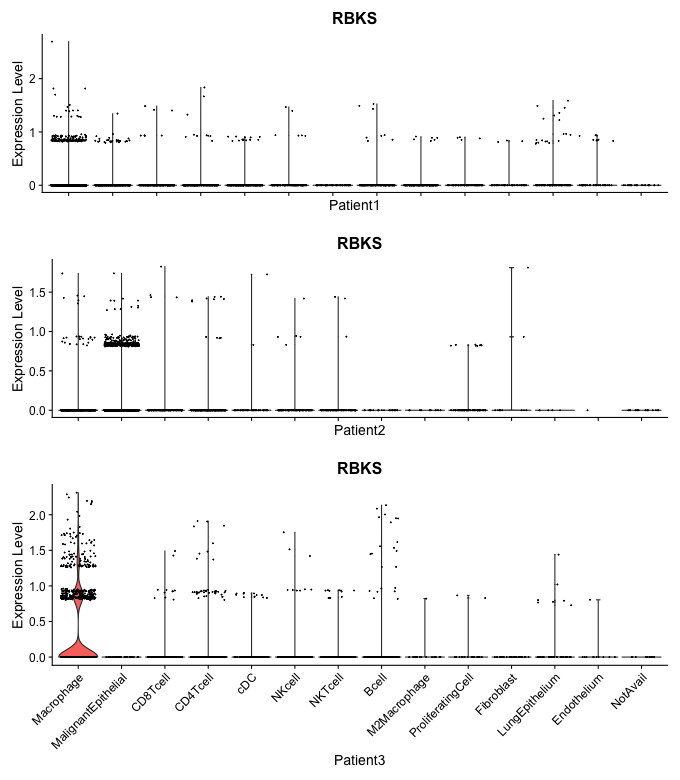 RBKS
Expression Level
2
1
0
Patient1
RBKS
Expression Level
1.5
1.0
0.5
0.0
Patient2
RBKS
Expression Level
2.0
1.5
1.0
0.5
0.0
Macrophage
MalignantEpithelial
CD8Tcell
CD4Tcell
cDC
NKcell
NKTcell
Bcell
M2Macrophage
ProliferatingCell
Fibroblast
LungEpithelium
Endothelium
NotAvail
Patient3